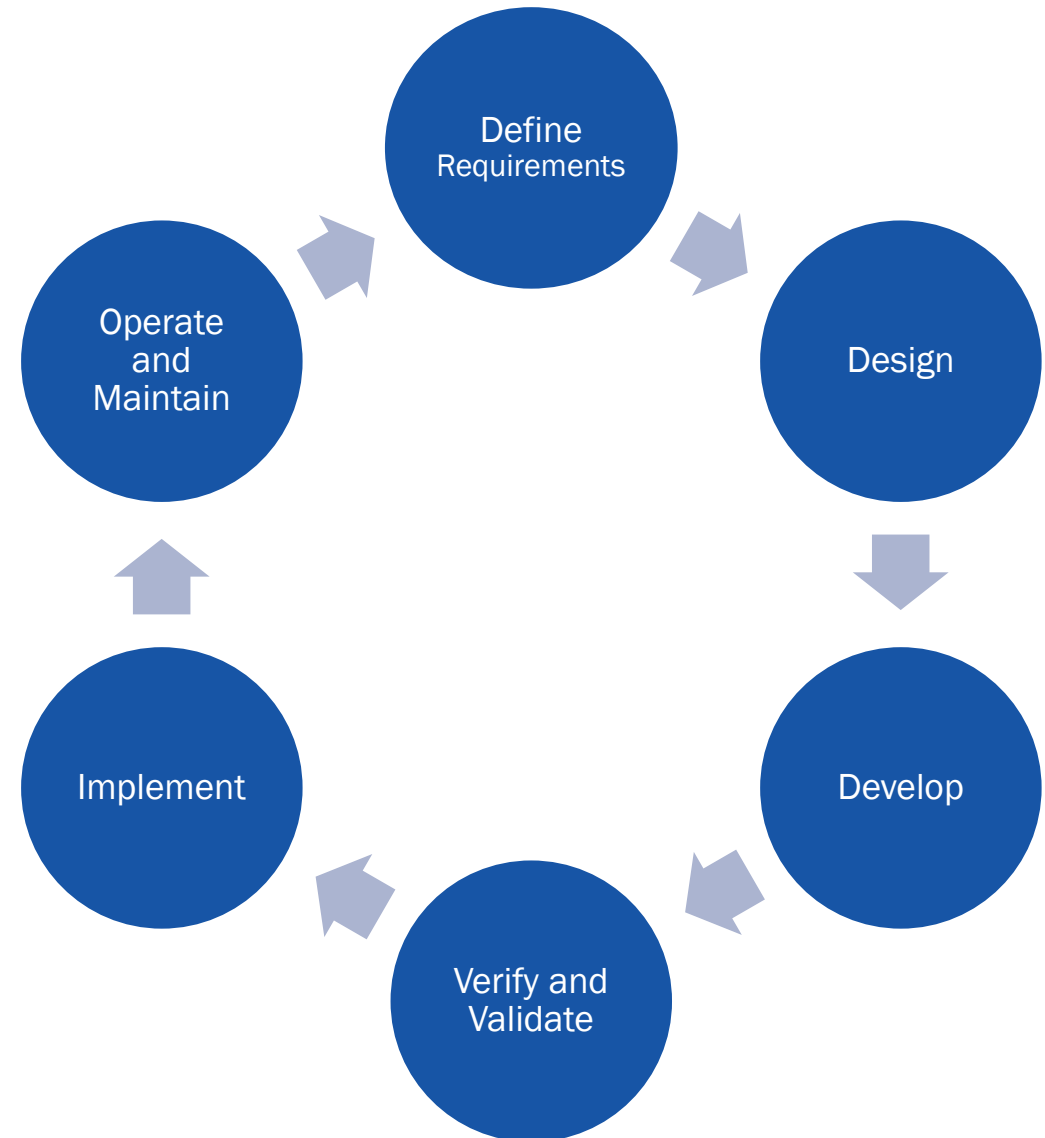 Define
Requirements
Design
Develop
Verify and
Validate
Implement
Operate
and
Maintain